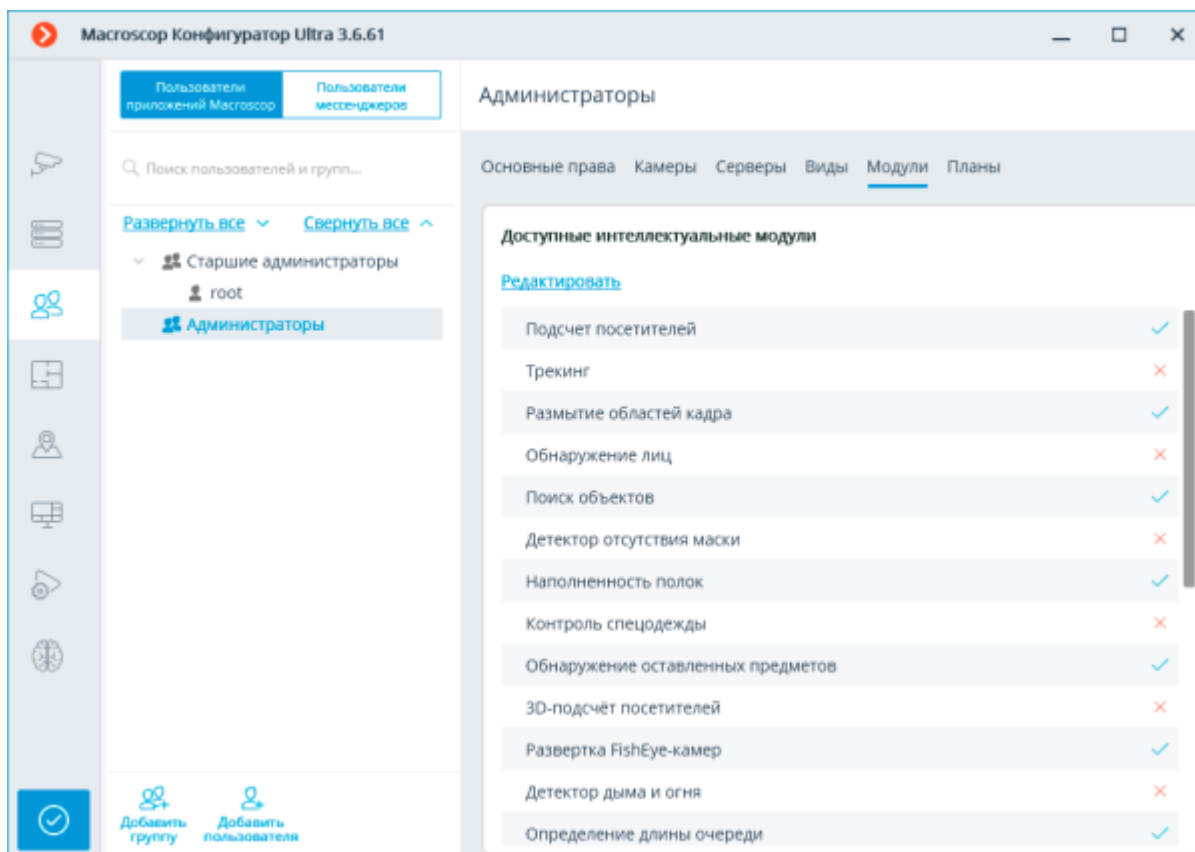 Macroscop Конфигуратор Ultra 3.6.61
Пользователи приложений Macroscop
Пользователи мессенджеров
Поиск пользователей и групп...
Развернуть все
Свернуть все
Старшие администраторы
root
Администраторы
Добавить группу
Добавить пользователя
Администраторы
Основные права Камеры Серверы Виды Модули Планы
Доступные интеллектуальные модули
Редактировать
Подсчет посетителей
Трекинг
Размытие областей кадра
Обнаружение лиц
Поиск объектов
Детектор отсутствия маски
Наполненность полок
Контроль спецодежды
Обнаружение оставленных предметов
3D-подсчёт посетителей
Развертка FishEye-камер
Детектор дыма и огня
Определение длины очереди